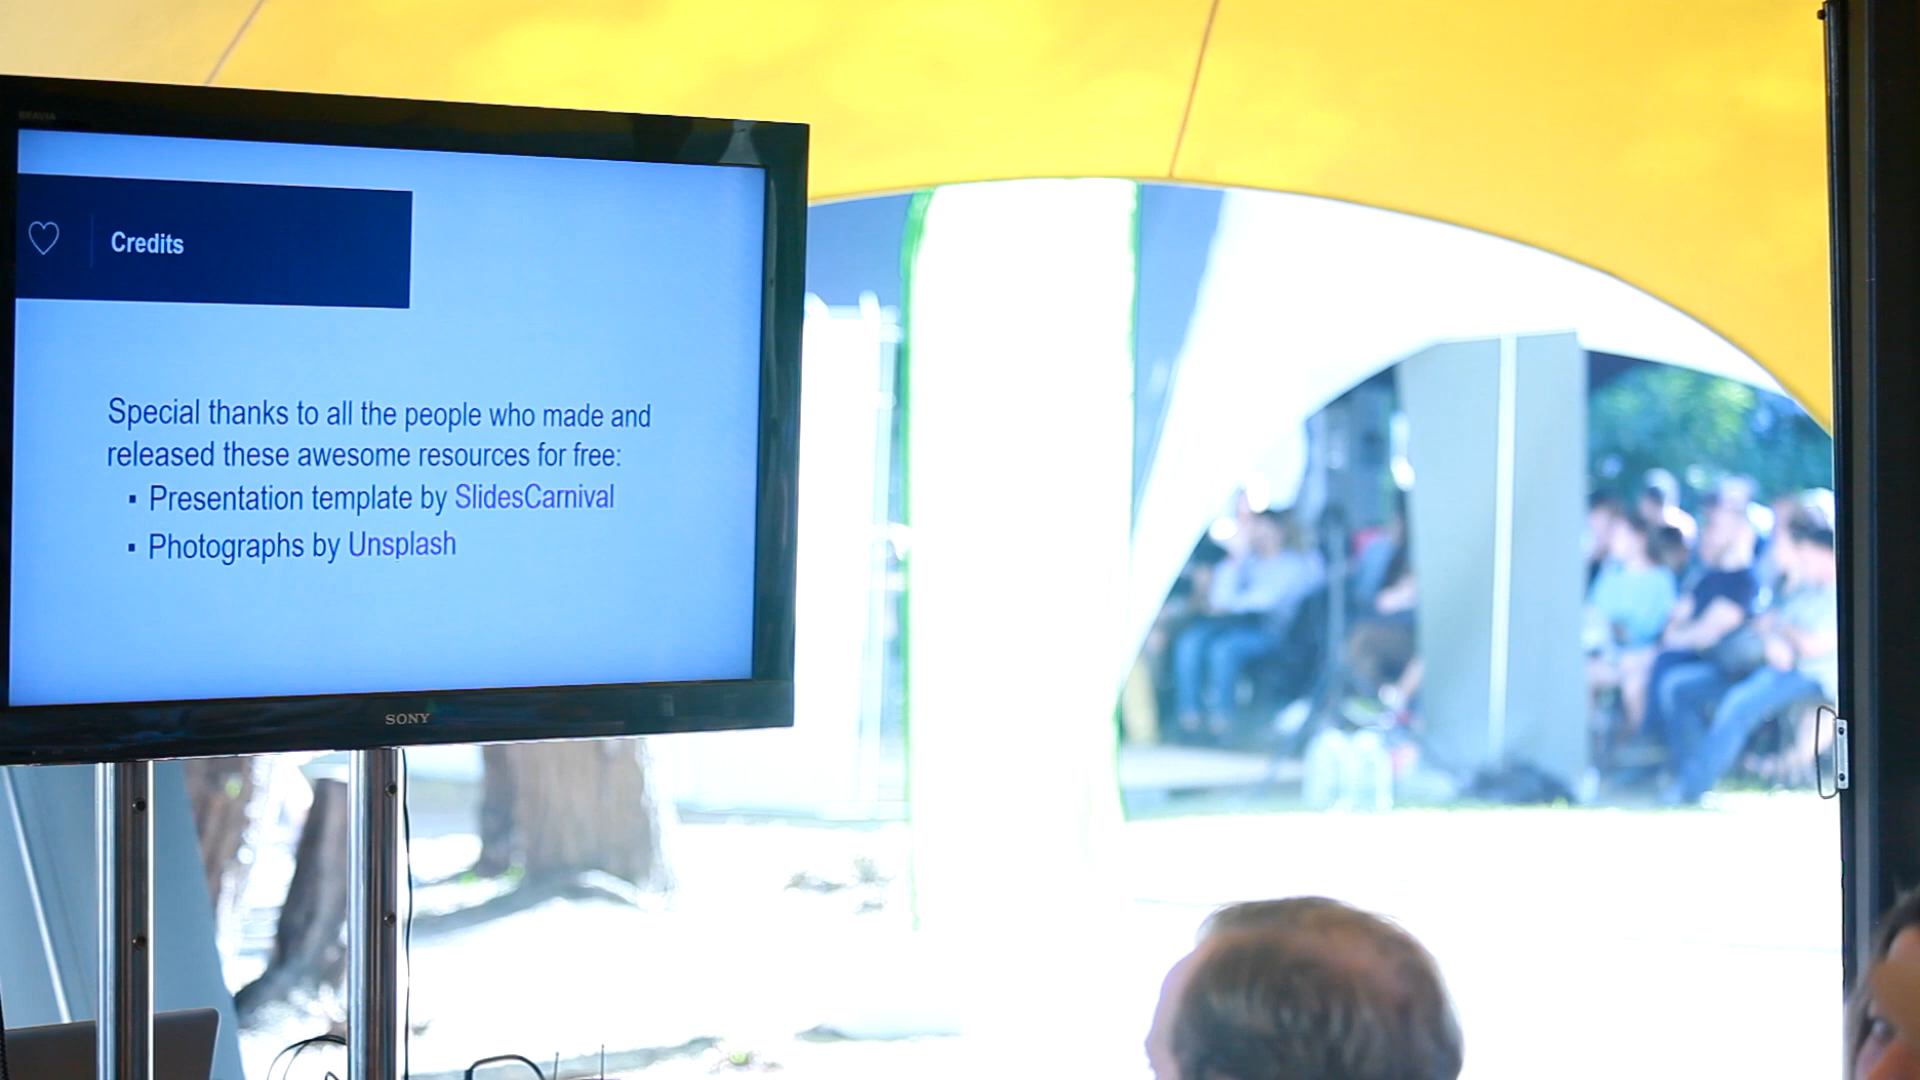 BRAVIA
Credits
Special thanks to all the people who made and
released these awesome resources for free:
▪ Presentation template by SlidesCarnival
▪ Photographs by Unsplash
SONY